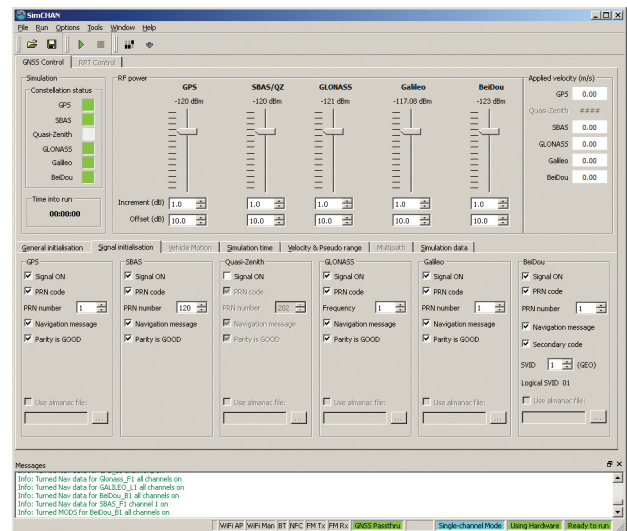 SimCHAN
File Run Options Tools Window Help
GNSS Control RPT Control
Simulation
Constellation status
GPS
SBAS
Quasi-Zenith
GLONASS
Galileo
BeiDou
Time into run
00:00:00
RF power
GPS SBAS/QZ GLONASS Galileo BeiDou
-120 dBm -120 dBm -121 dBm -117.08 dBm -123 dBm
Increment (dB) 1.0 1.0 1.0 1.0 1.0
Offset (dB) 10.0 10.0 10.0 10.0 10.0
Applied velocity (m/s)
GPS 0.00
Quasi-Zenith ####
SBAS 0.00
GLONASS 0.00
Galileo 0.00
BeiDou 0.00
General initialisation Signal initialisation Vehicle Motion Simulation time Velocity & Pseudo range Multipath Simulation data
GPS
Signal ON
PRN code
PRN number 1
Navigation message
Parity is GOOD
Use almanac file:
...
SBAS
Signal ON
PRN code
PRN number 120
Navigation message
Parity is GOOD
Quasi-Zenith
Signal ON
PRN code
PRN number 202
Navigation message
Parity is GOOD
Use almanac file:
...
GLONASS
Signal ON
PRN code
Frequency 1
Navigation message
Parity is GOOD
Use almanac file:
...
Galileo
Signal ON
PRN code
PRN number 1
Navigation message
Parity is GOOD
Use almanac file:
...
BeiDou
Signal ON
PRN code
PRN number 1
Navigation message
Secondary code
SVID 1 (GEO)
Logical SVID 01
Use almanac file:
...
Messages
Info: Turned Nav data for Glonass_F1 all channels on
Info: Turned Nav data for GALILEO_L1 all channels on
Info: Turned Nav data for BeiDou_B1 all channels on
Info: Turned Nav data for SBAS_F1 channel 1 on
Info: Turned MODS for BeiDou_B1 all channels on
WiFi AP WiFi Man BT NFC FM Tx FM Rx GNSS Passthru Single-channel Mode Using Hardware Ready to run